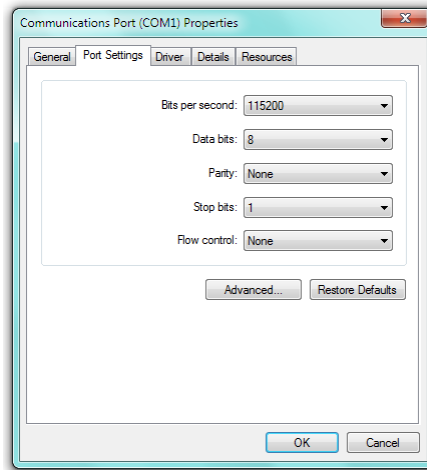 Communications Port (COM1) Properties
General Port Settings Driver Details Resources
Bits per second: 115200
Data bits: 8
Parity: None
Stop bits: 1
Flow control: None
Advanced... Restore Defaults
OK Cancel